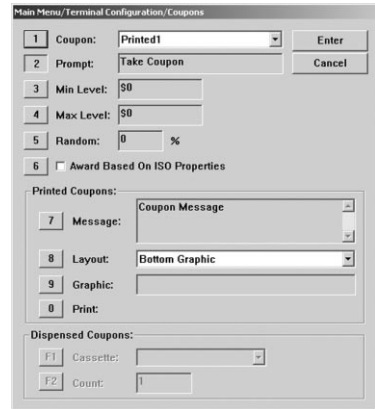 Main Menu/Terminal Configuration/Coupons
1 Coupon: Printed1 Enter
2 Prompt: Take Coupon Cancel
3 Min Level: $0
4 Max Level: $0
5 Random: 0 %
6 Award Based On ISO Properties
Printed Coupons:
Coupon Message
7 Message:
8 Layout: Bottom Graphic
9 Graphic:
0 Print:
Dispensed Coupons:
F1 Cassette:
F2 Count: 1